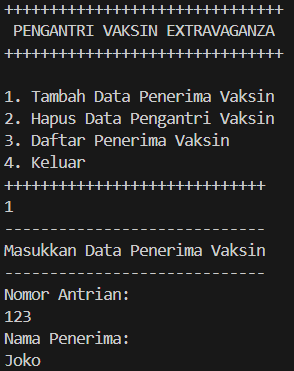 +++++++++++++++++++++++++++++++
PENGANTRI VAKSIN EXTRAVAGANZA
+++++++++++++++++++++++++++++++
1. Tambah Data Penerima Vaksin
2. Hapus Data Pengantri Vaksin
3. Daftar Penerima Vaksin
4. Keluar
+++++++++++++++++++++++++++++
1
-----------------------------
Masukkan Data Penerima Vaksin
-----------------------------
Nomor Antrian:
123
Nama Penerima:
Joko